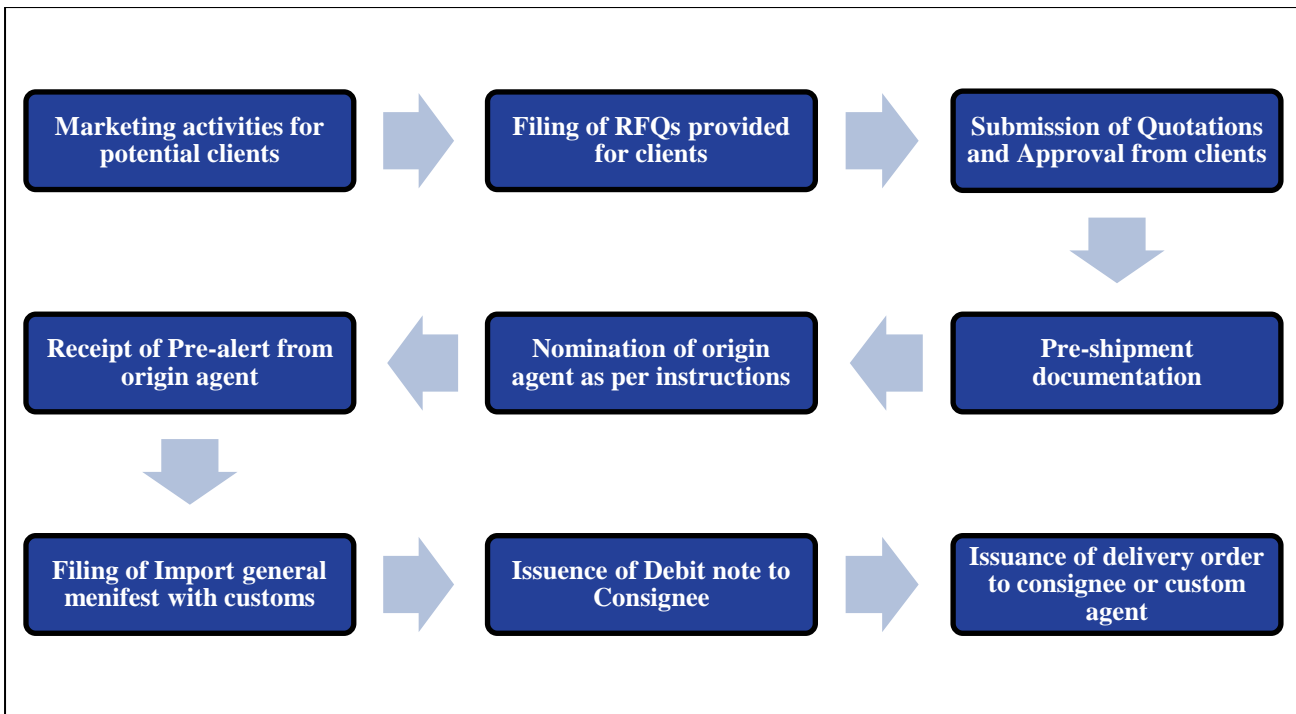 Marketing activities for
potential clients
Filing of RFQs provided
for clients
Submission of Quotations
and Approval from clients
Pre-shipment
documentation
Nomination of origin
agent as per instructions
Receipt of Pre-alert from
origin agent
Filing of Import general
menifest with customs
Issuence of Debit note to
Consignee
Issuance of delivery order
to consignee or custom
agent